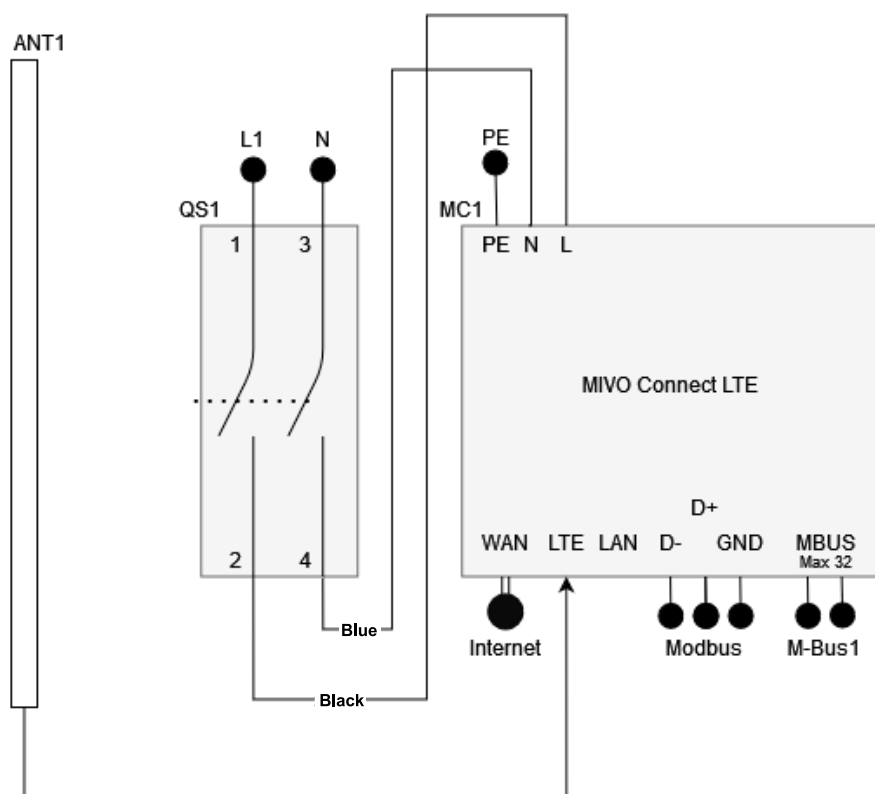 ANT1
L1 N
PE
QS1
MC1
1 3
PE N L
MIVO Connect LTE
D+
WAN LTE LAN D- GND MBUS
Max 32
2 4
Blue
Internet
Modbus
M-Bus1
Black